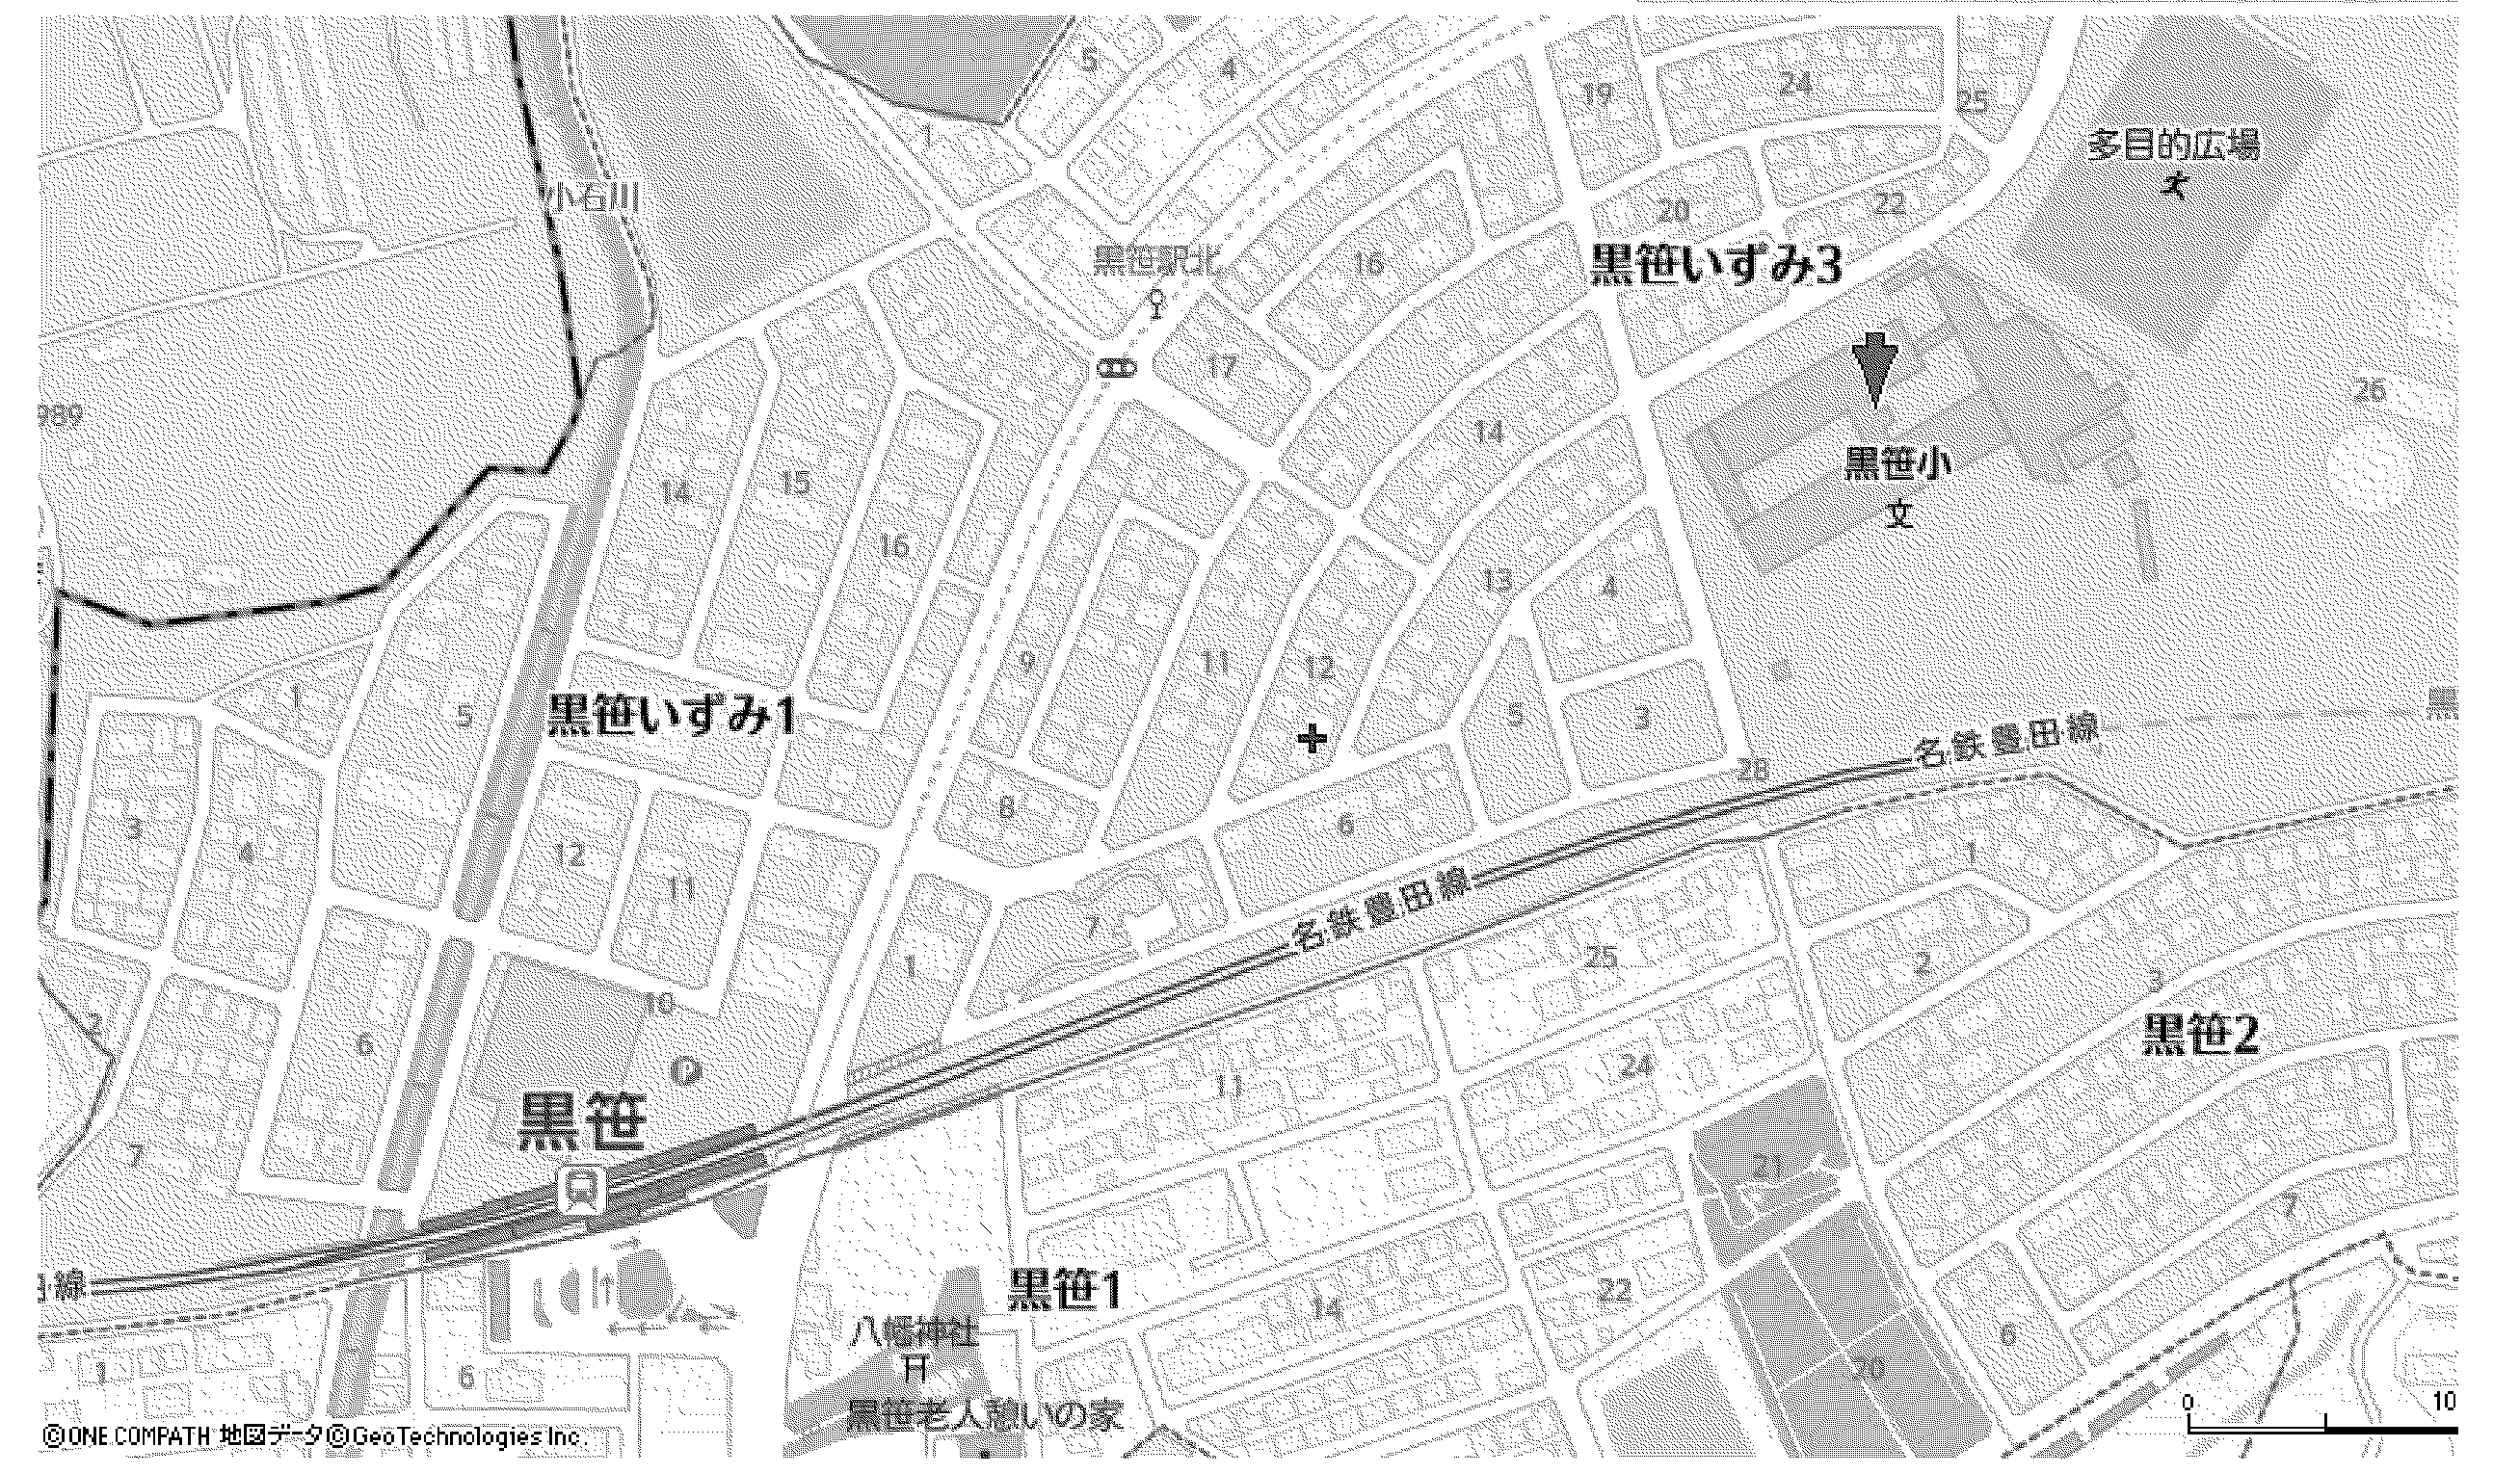 5
4
19
24
25
1
多目的広場
小石川
20
22
黒笹駅北
16
黒笹いずみ3
17
989
26
14
黒笹小
文
15
14
16
13
4
12
11
9
1
5
黒笹いずみ1
5
3
黒
名鉄豊田線
28
3
4
8
6
12
11
1
名鉄豊田線
7
1
25
2
3
10
2
黒笹2
6
24
11
P
黒笹
7
21
7
線
黒笹1
14
22
八幡神社
6
1
6
20
黒笹老人憩いの家
0 10
©ONE COMPATH 地図データ©GeoTechnologies Inc.